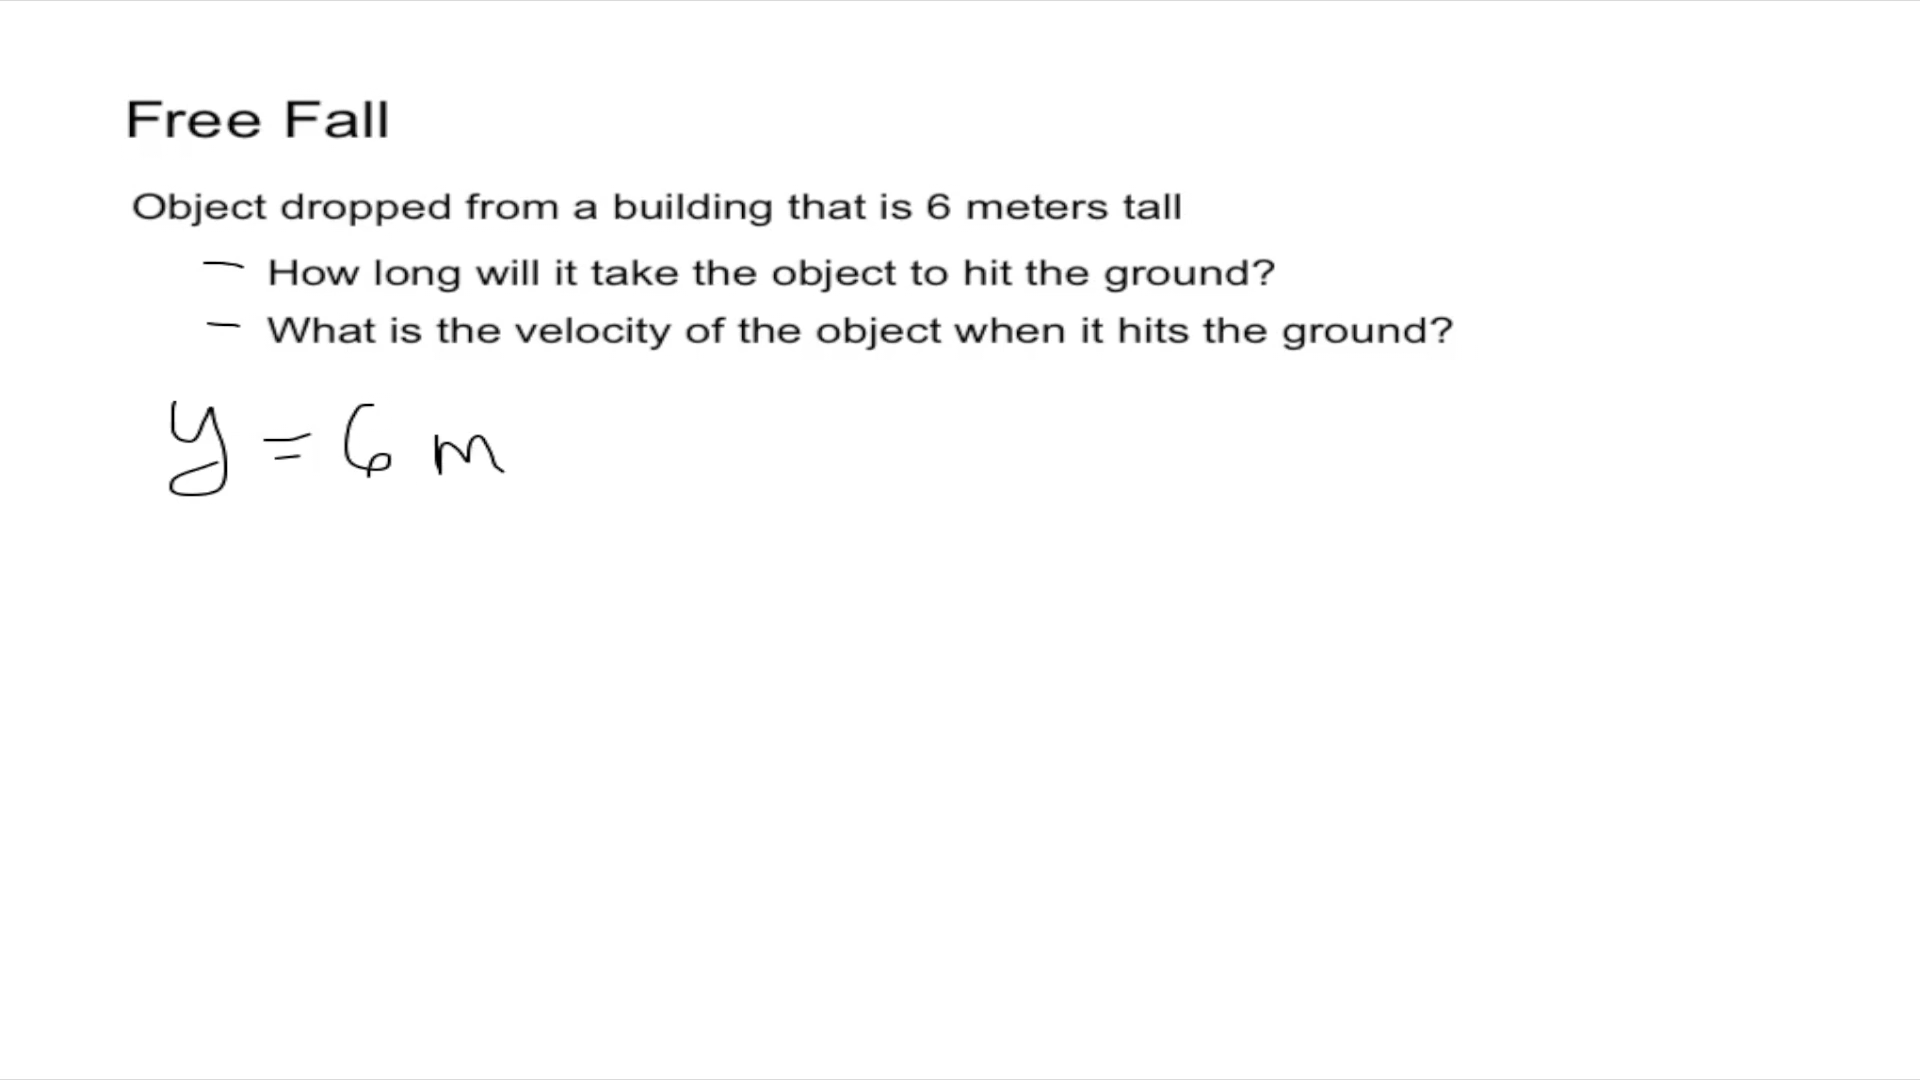 Free Fall
Object dropped from a building that is 6 meters tall
- How long will it take the object to hit the ground?
- What is the velocity of the object when it hits the ground?
y = 6 m